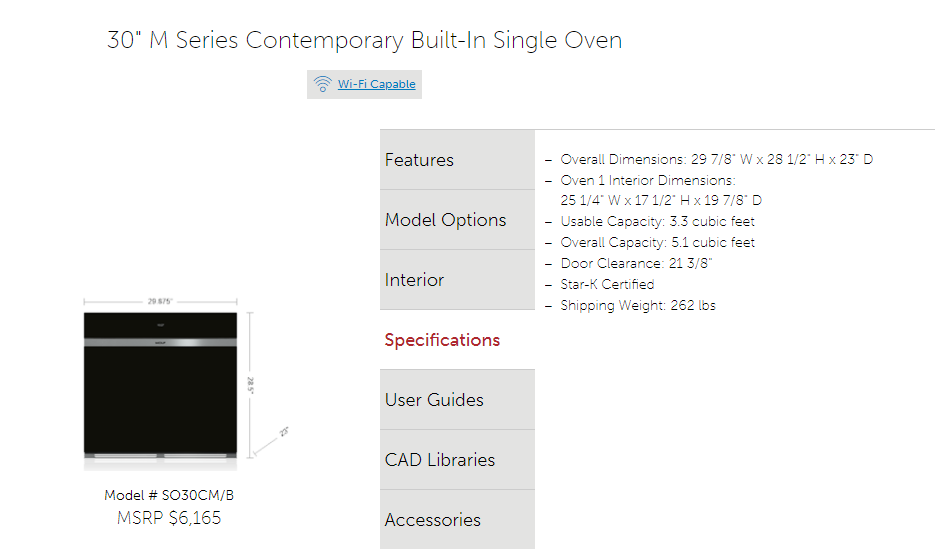 30" M Series Contemporary Built-In Single Oven
Wi-Fi Capable
Features
Model Options
Interior
Specifications
User Guides
CAD Libraries
Accessories
– Overall Dimensions: 29 7/8" W x 28 1/2" H x 23" D
– Oven 1 Interior Dimensions:
25 1/4" W x 17 1/2" H x 19 7/8" D
– Usable Capacity: 3.3 cubic feet
– Overall Capacity: 5.1 cubic feet
– Door Clearance: 21 3/8"
– Star-K Certified
– Shipping Weight: 262 lbs
29.875"
28.5"
23"
Model # SO30CM/B
MSRP $6,165